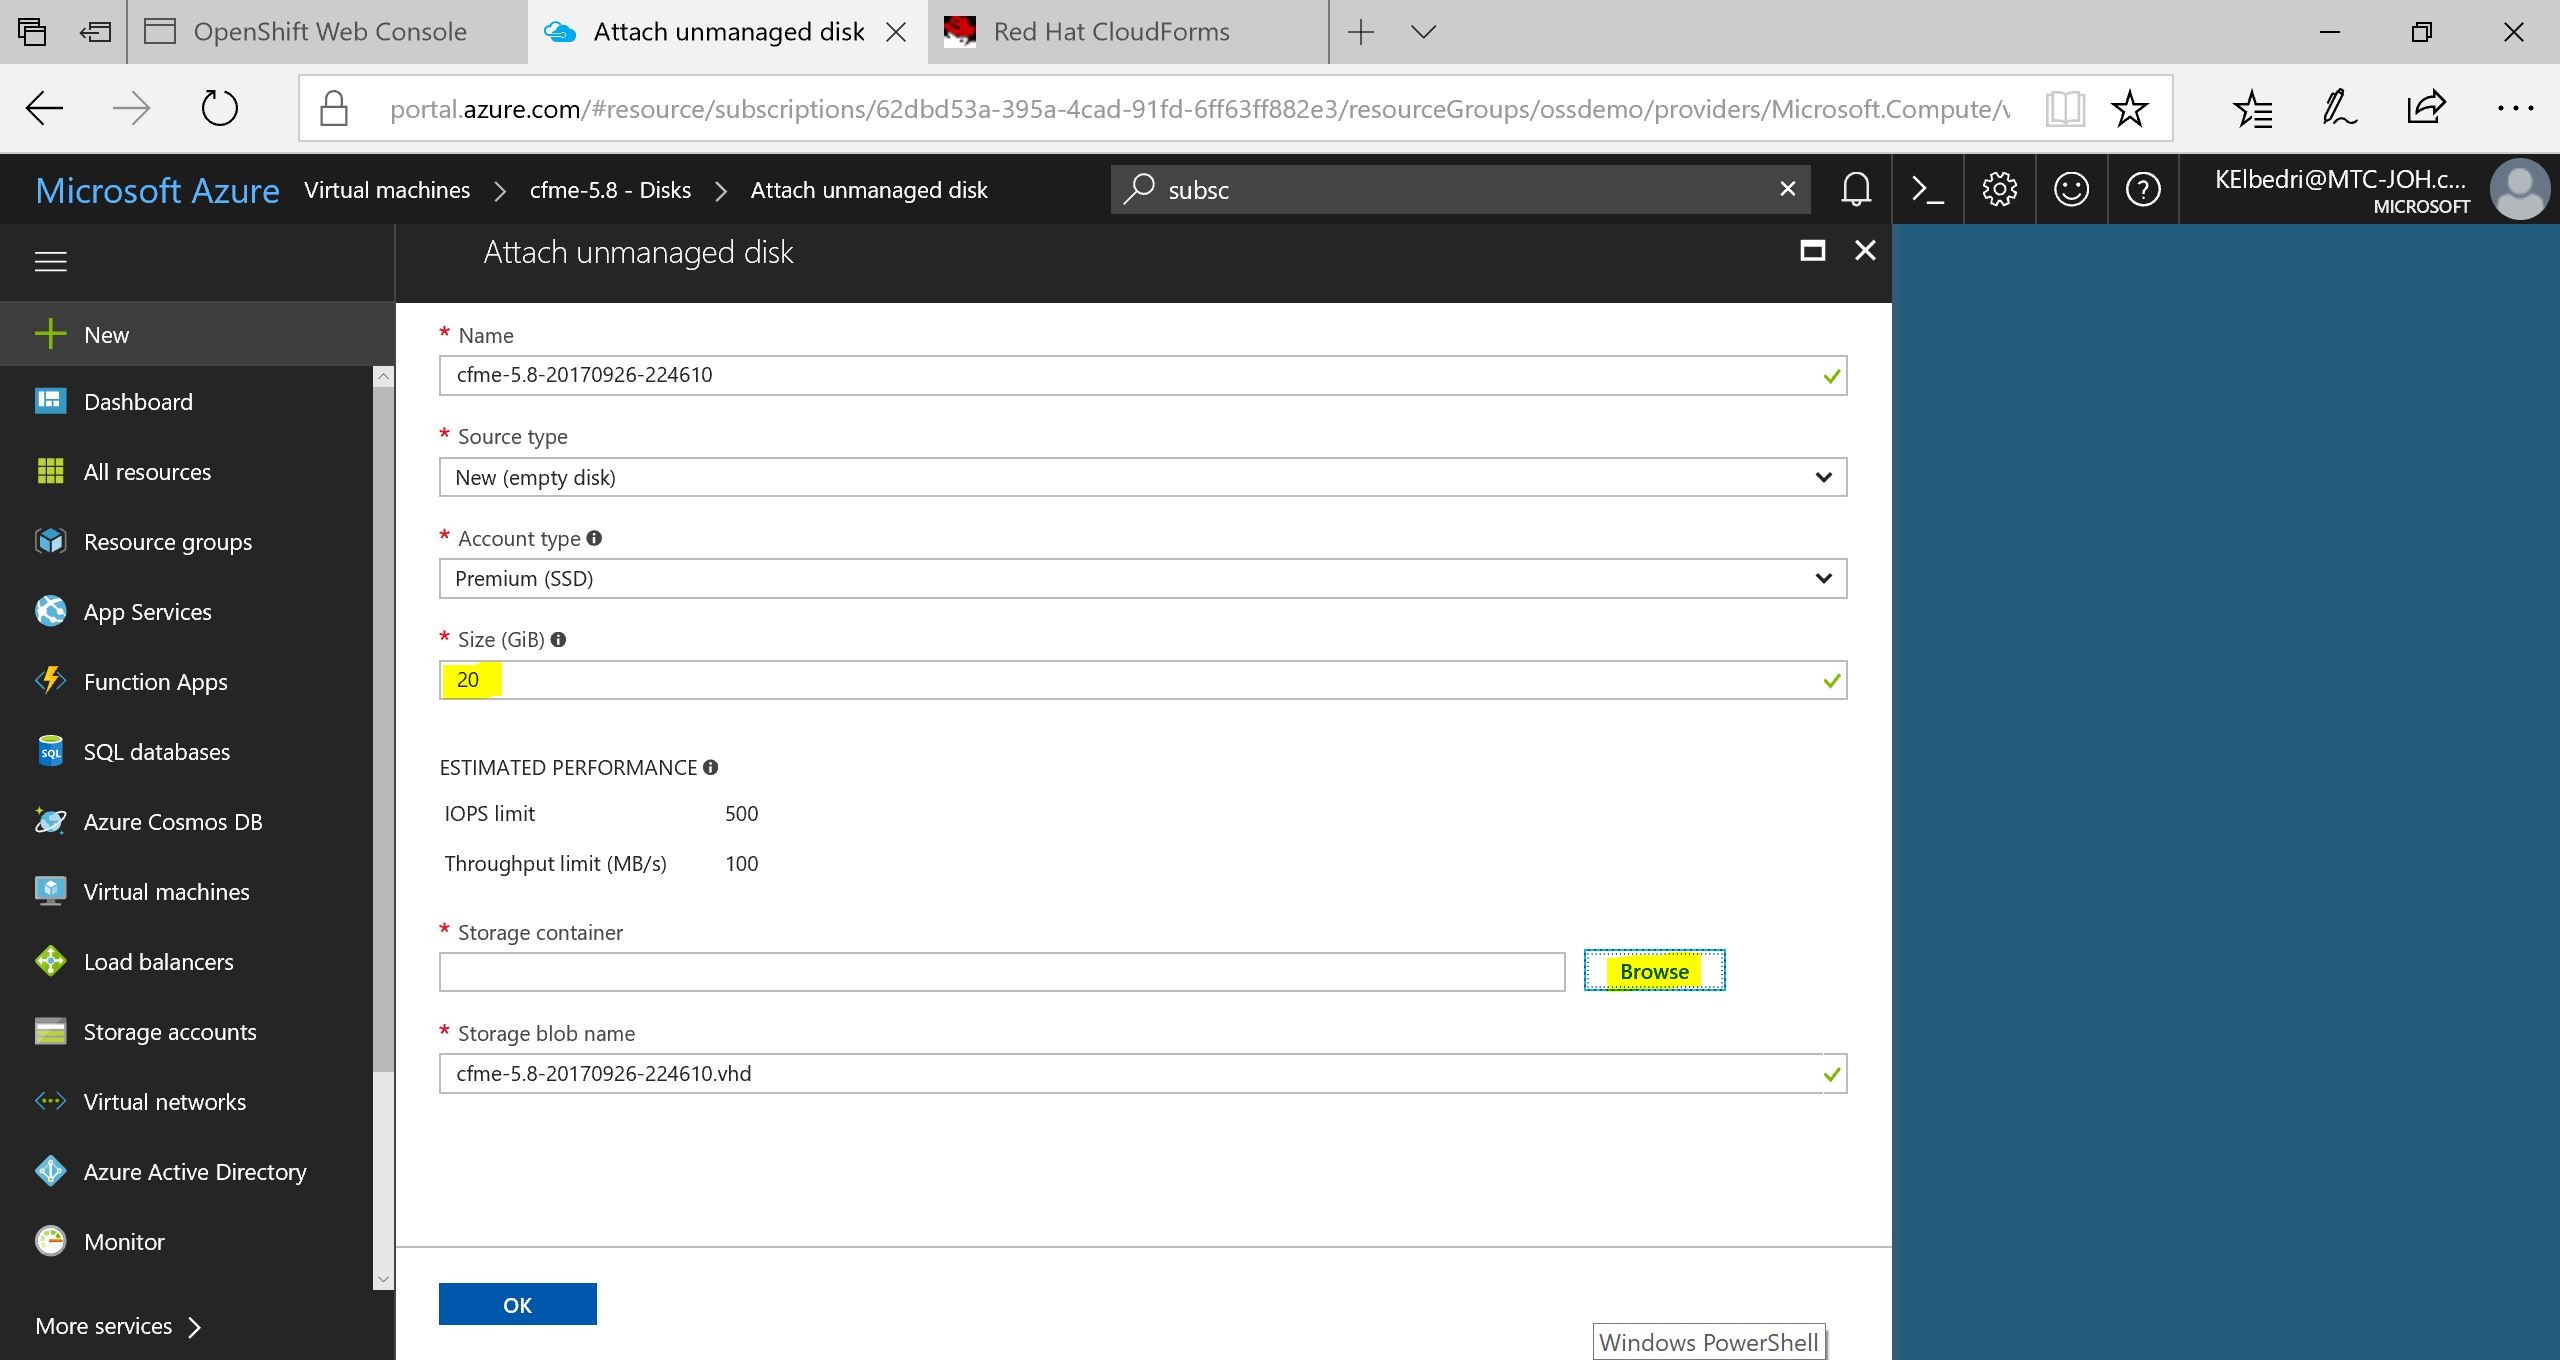 OpenShift Web Console
Attach unmanaged disk
Red Hat CloudForms
portal.azure.com/#resource/subscriptions/62dbd53a-395a-4cad-91fd-6ff63ff882e3/resourceGroups/ossdemo/providers/Microsoft.Compute/v
Microsoft Azure
Virtual machines > cfme-5.8 - Disks > Attach unmanaged disk
subsc
KElbedri@MTC-JOH.c...
MICROSOFT
Attach unmanaged disk
New
Dashboard
All resources
Resource groups
App Services
Function Apps
SQL databases
Azure Cosmos DB
Virtual machines
Load balancers
Storage accounts
Virtual networks
Azure Active Directory
Monitor
More services >
* Name
cfme-5.8-20170926-224610
* Source type
New (empty disk)
* Account type
Premium (SSD)
* Size (GiB)
20
ESTIMATED PERFORMANCE
IOPS limit 500
Throughput limit (MB/s) 100
* Storage container
Browse
* Storage blob name
cfme-5.8-20170926-224610.vhd
OK
Windows PowerShell